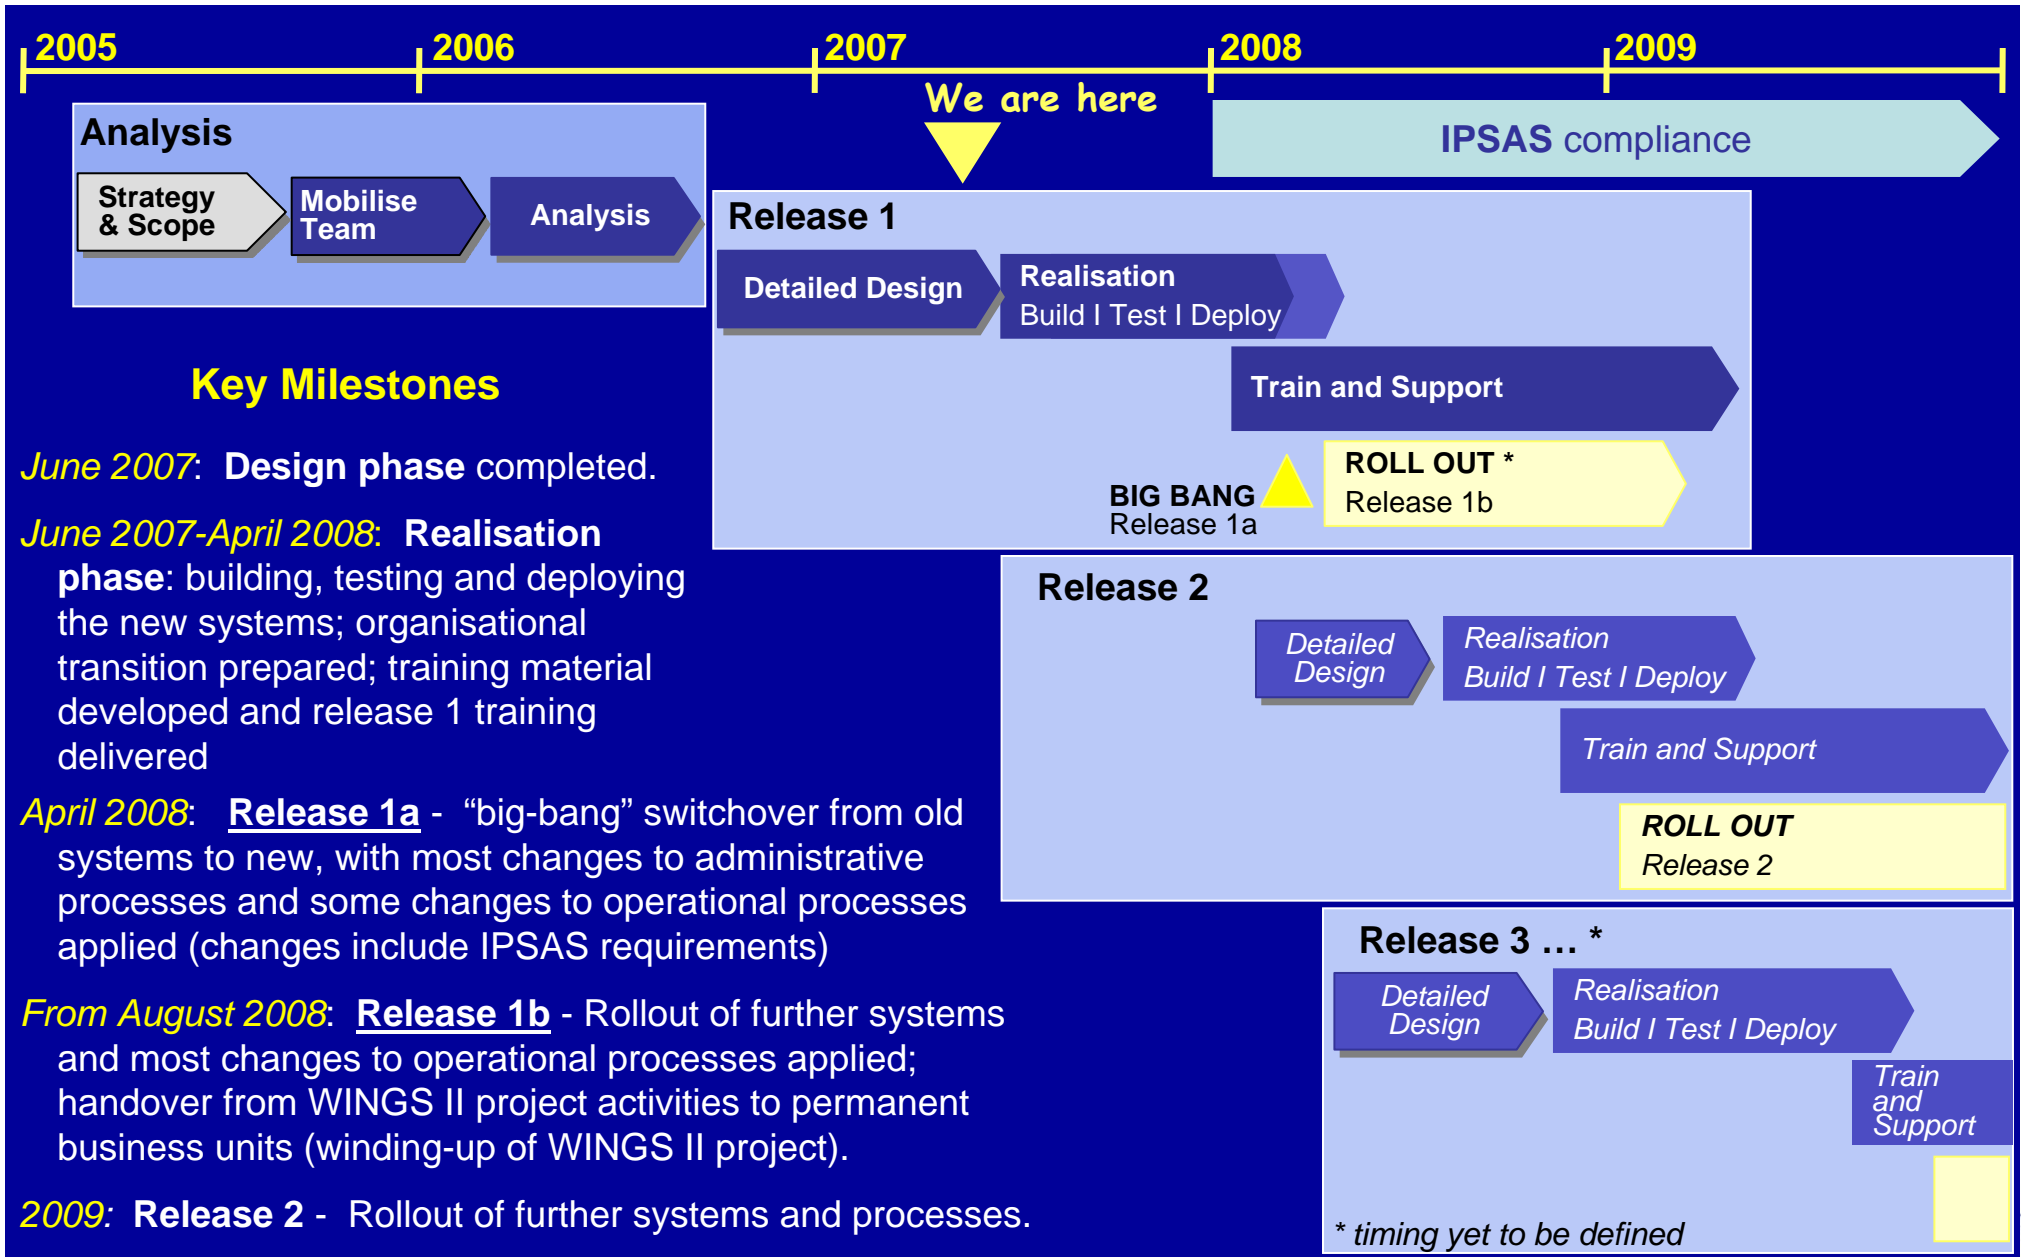 2005 2006 2007 2008 2009
We are here
IPSAS compliance
Analysis
Strategy
& Scope
Mobilise
Team
Analysis
Release 1
Detailed Design
Realisation
Build I Test I Deploy
Train and Support
BIG BANG
Release 1a
ROLL OUT *
Release 1b
Key Milestones
June 2007: Design phase completed.
June 2007-April 2008: Realisation
phase: building, testing and deploying
the new systems; organisational
transition prepared; training material
developed and release 1 training
delivered
April 2008: Release 1a - “big-bang” switchover from old
systems to new, with most changes to administrative
processes and some changes to operational processes
applied (changes include IPSAS requirements)
From August 2008: Release 1b - Rollout of further systems
and most changes to operational processes applied;
handover from WINGS II project activities to permanent
business units (winding-up of WINGS II project).
2009: Release 2 - Rollout of further systems and processes.
Release 2
Detailed
Design
Realisation
Build I Test I Deploy
Train and Support
ROLL OUT
Release 2
Release 3 … *
Detailed
Design
Realisation
Build I Test I Deploy
Train
and
Support
* timing yet to be defined